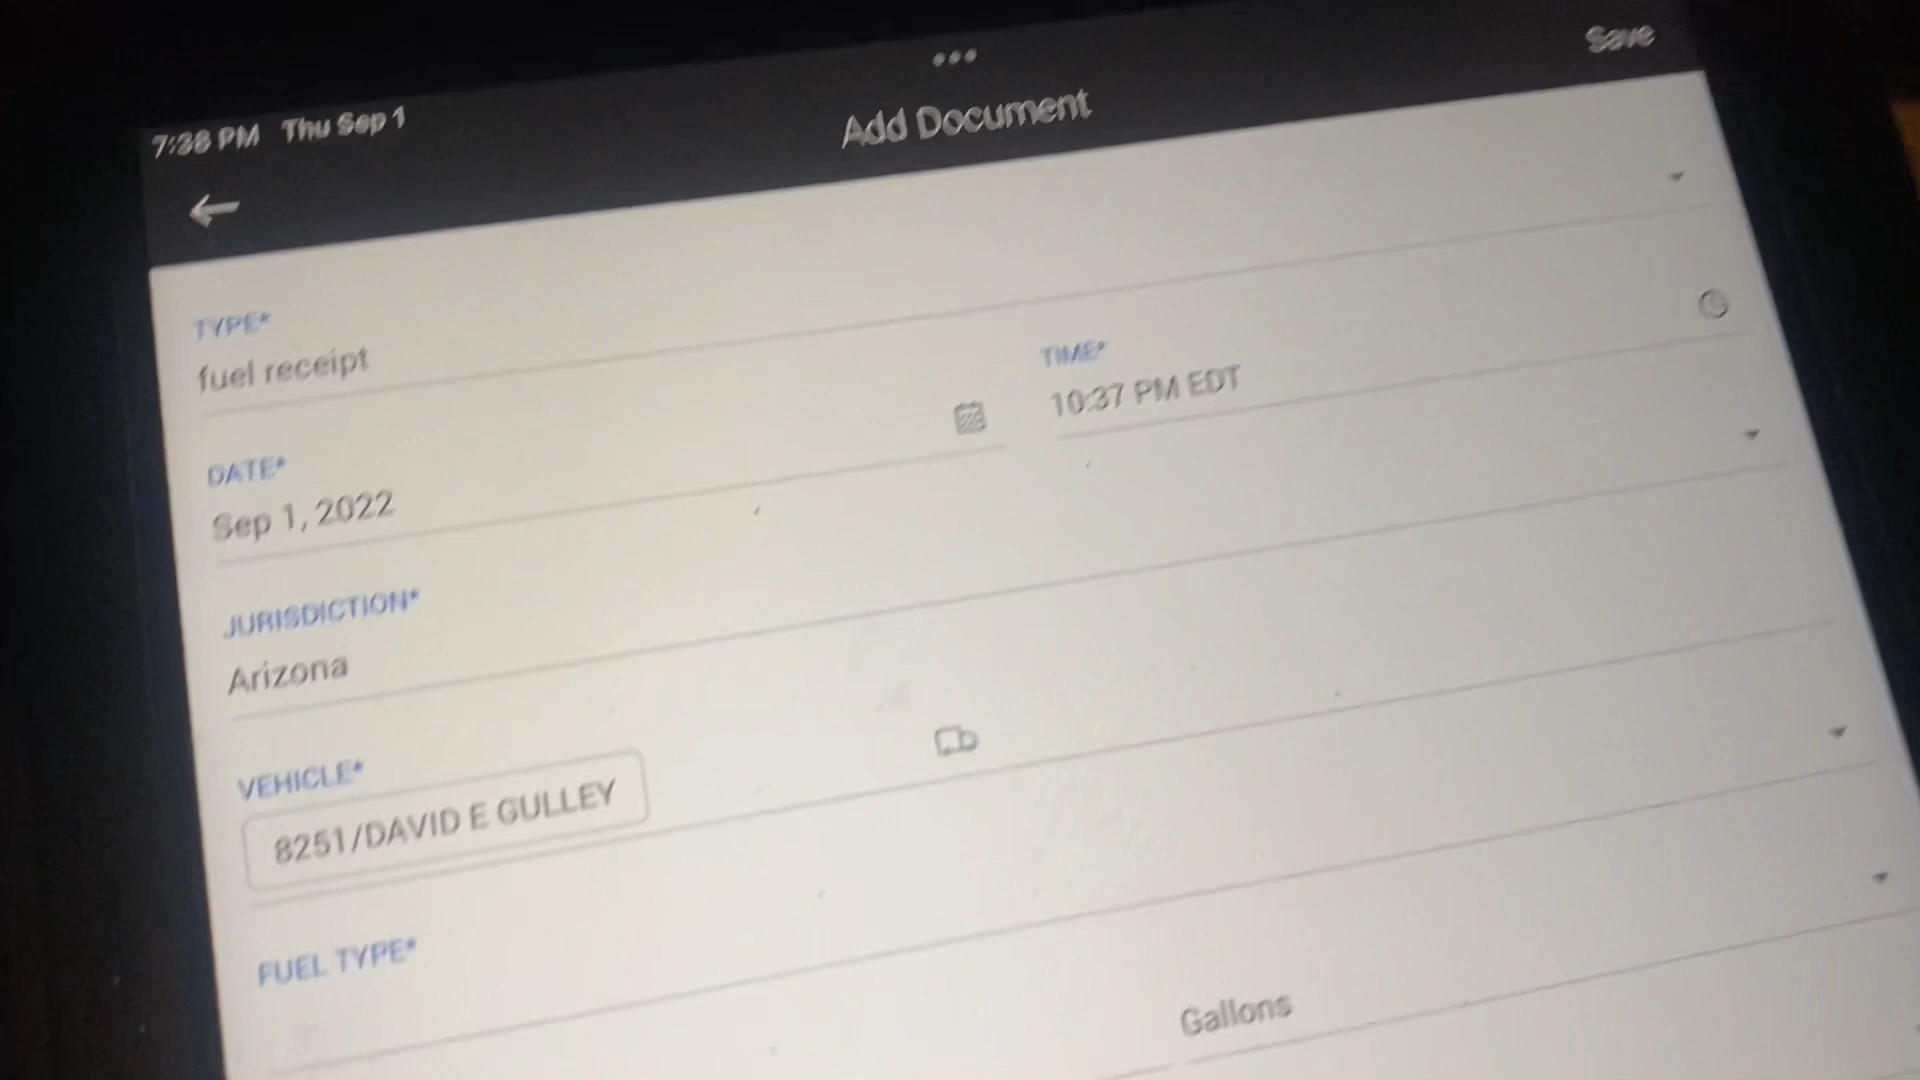 Save
7:38 PM Thu Sep 1
Add Document
TYPE*
fuel receipt
DATE*
Sep 1, 2022
TIME*
10:37 PM EDT
JURISDICTION*
Arizona
VEHICLE*
8251/DAVID E GULLEY
FUEL TYPE*
Gallons